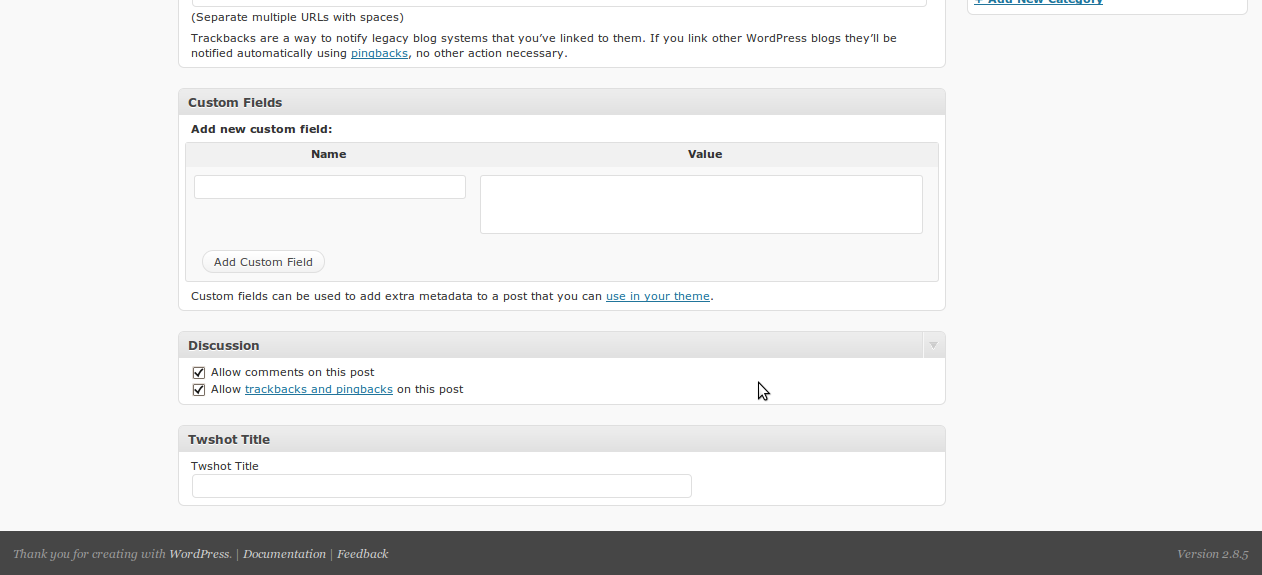 + Add New Category
(Separate multiple URLs with spaces)
Trackbacks are a way to notify legacy blog systems that you’ve linked to them. If you link other WordPress blogs they’ll be
notified automatically using pingbacks, no other action necessary.
Custom Fields
Add new custom field:
Name Value
Add Custom Field
Custom fields can be used to add extra metadata to a post that you can use in your theme.
Discussion
Allow comments on this post
Allow trackbacks and pingbacks on this post
Twshot Title
Twshot Title
Thank you for creating with WordPress. | Documentation | Feedback Version 2.8.5